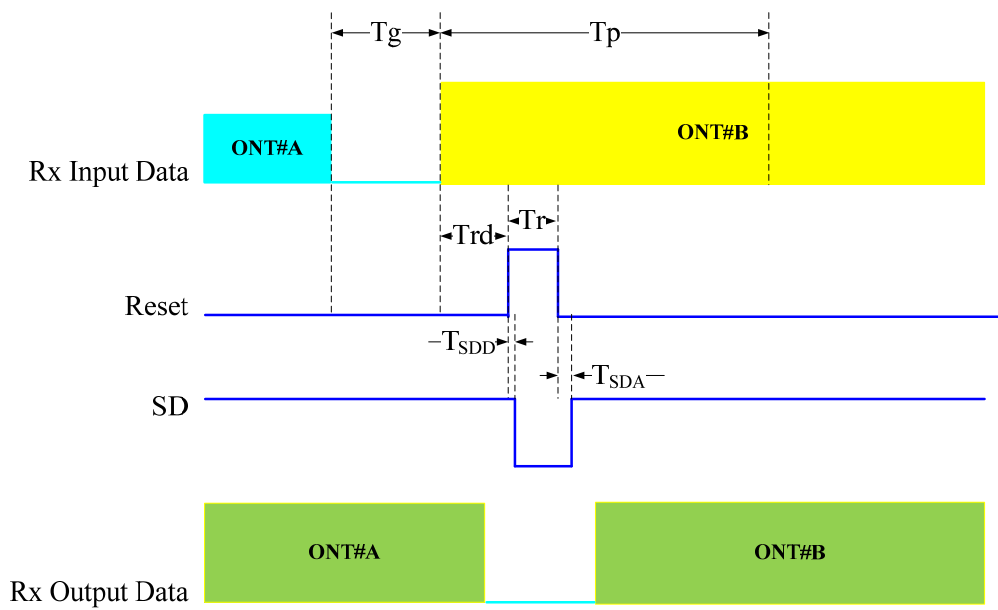 Tg
Tp
ONT#A
ONT#B
Rx Input Data
Tr
Trd
Reset
TSDD
TSDA
SD
ONT#A
ONT#B
Rx Output Data